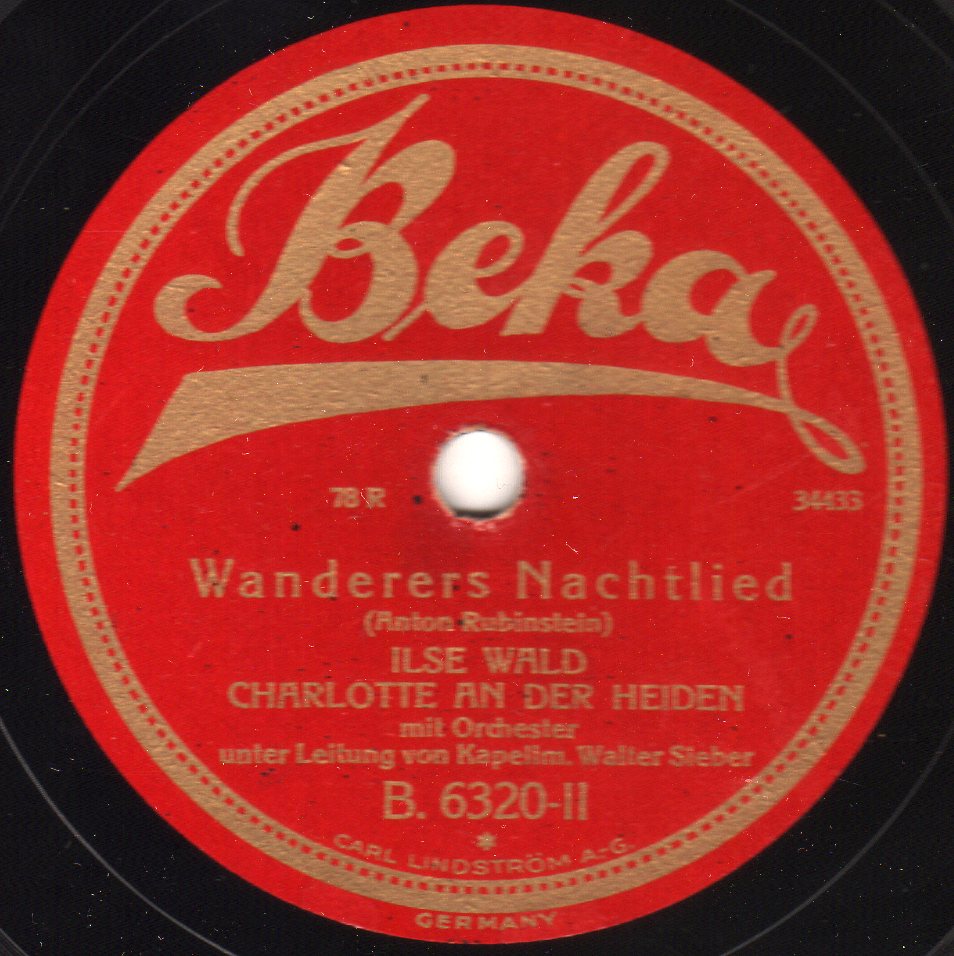 Beka
78 R 34433
Wanderers Nachtlied
(Anton Rubinstein)
ILSE WALD
CHARLOTTE AN DER HEIDEN
mit Orchester
unter Leitung von Kapellm. Walter Sieber
B. 6320-II
*
CARL LINDSTRÖM A-G.
GERMANY